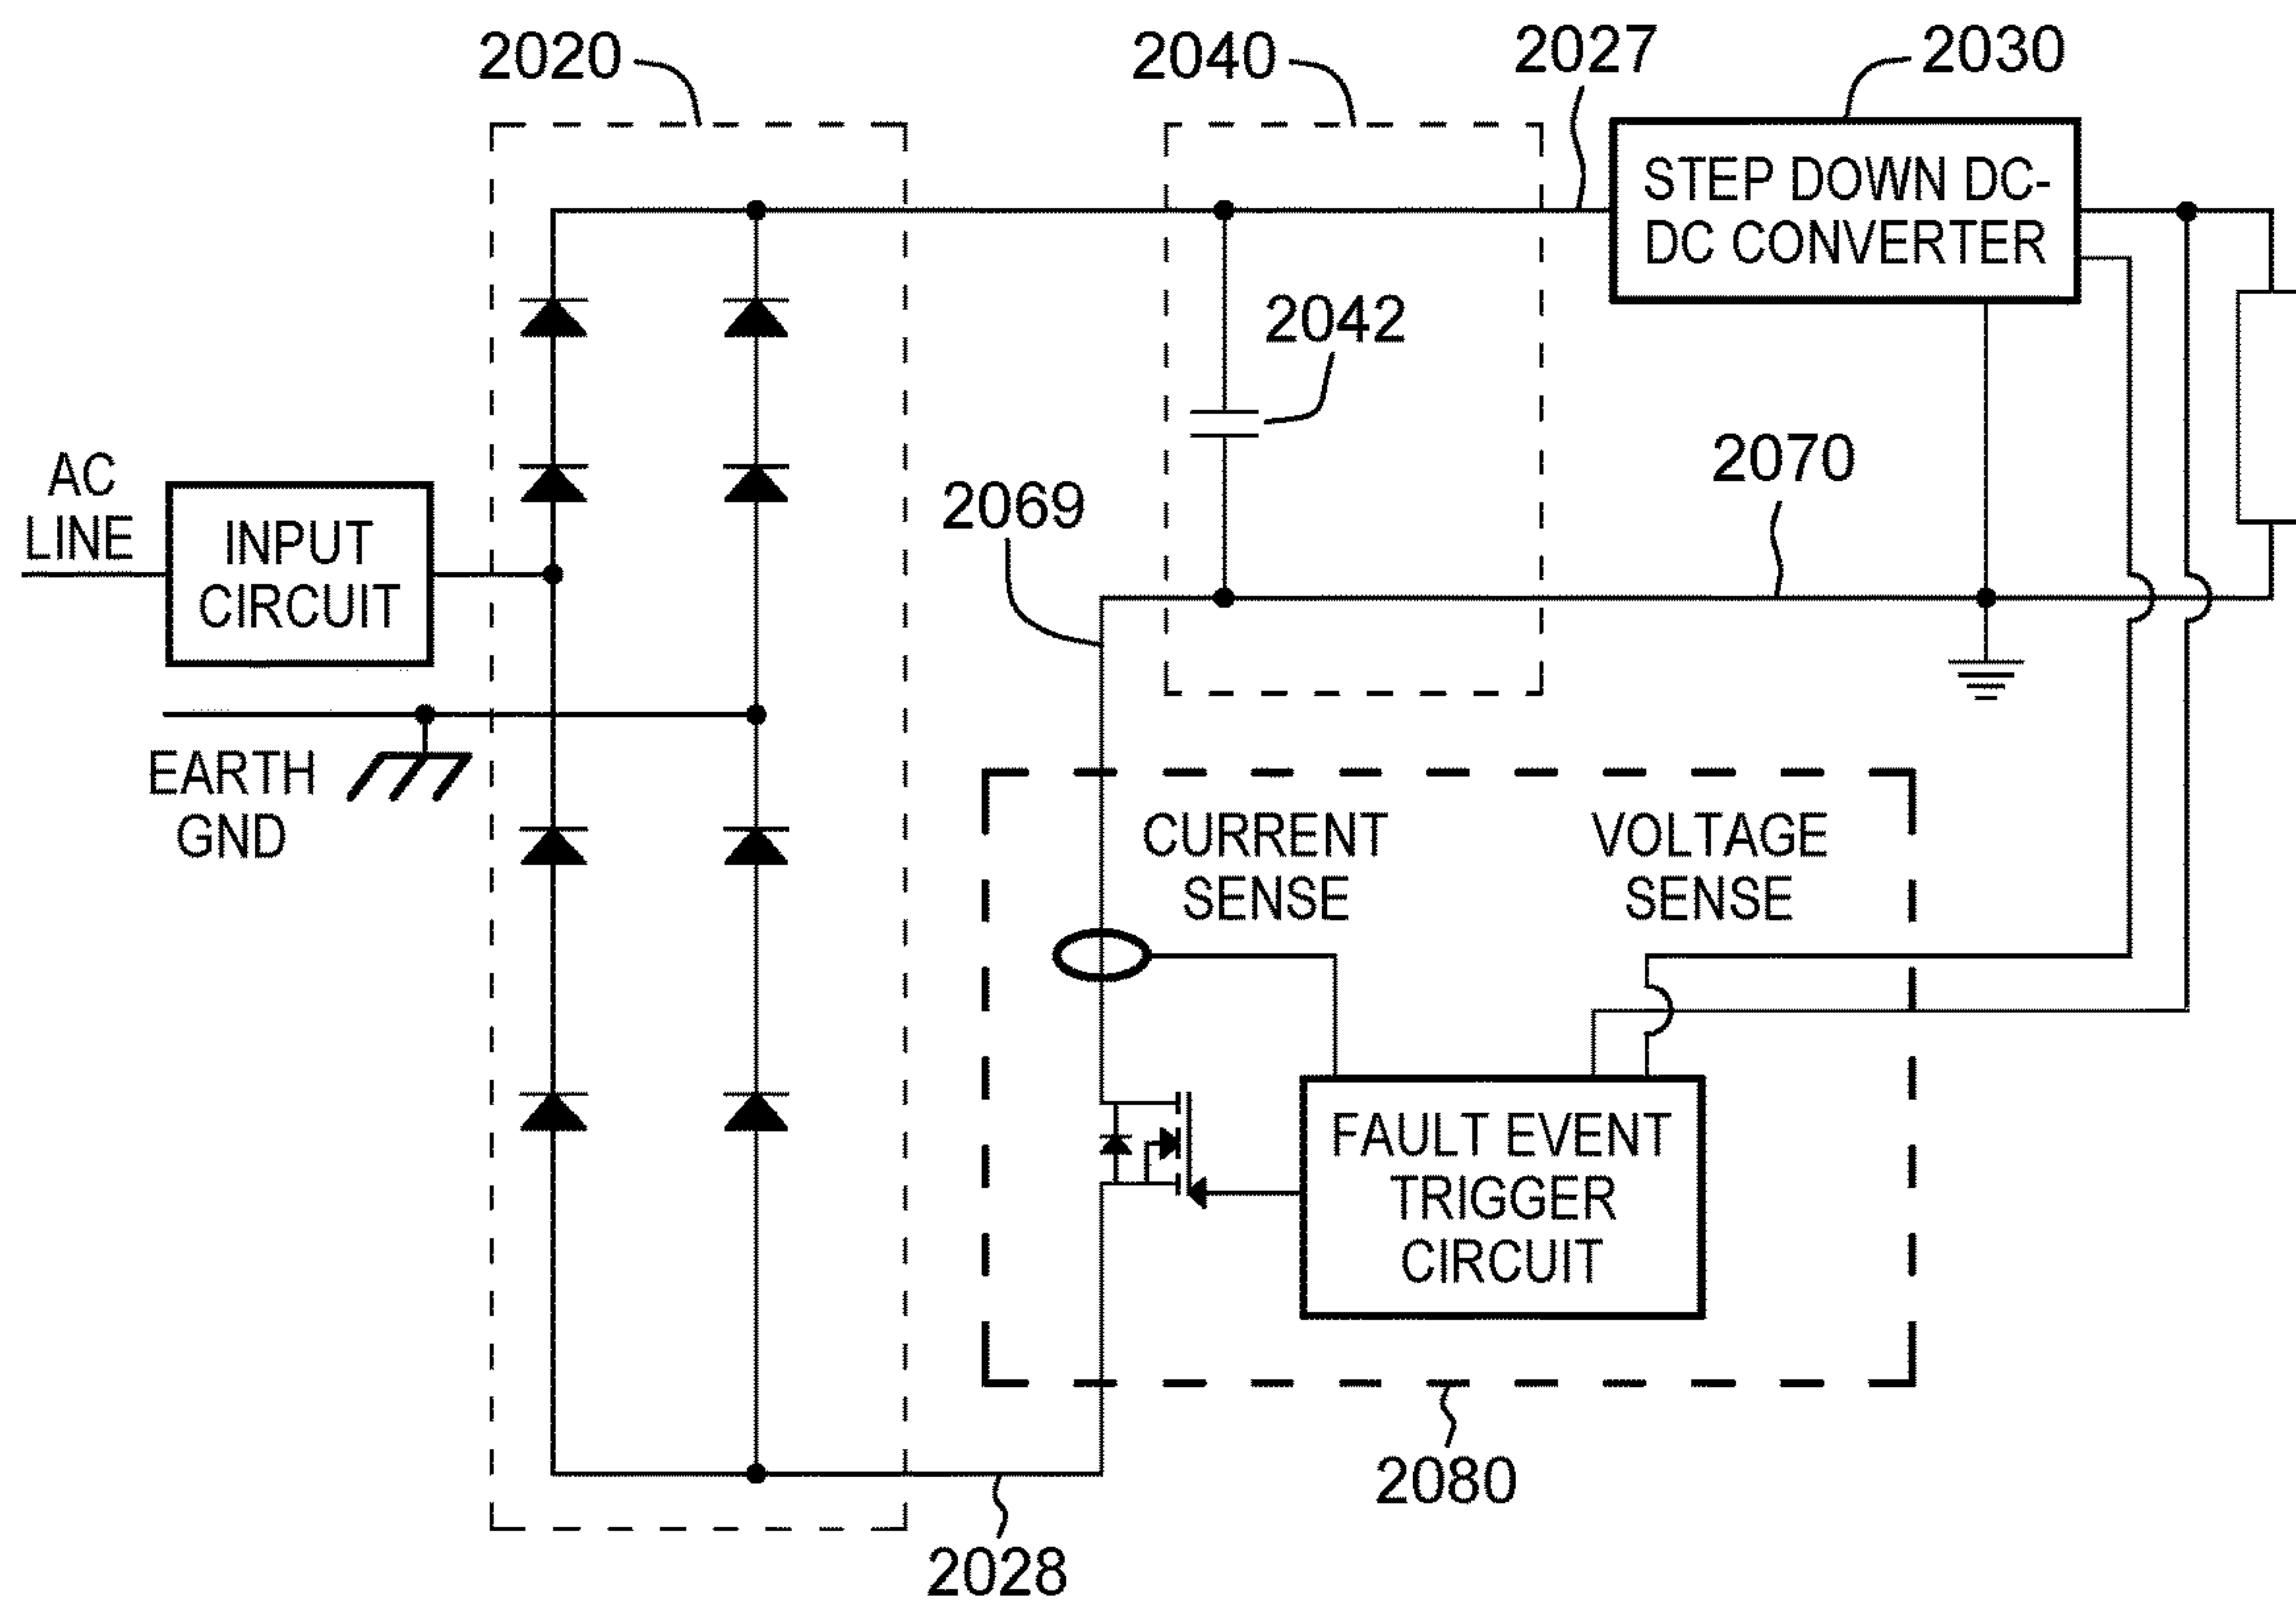 2020
2040
2027
2030
STEP DOWN DC-
DC CONVERTER
2042
AC
LINE
INPUT
CIRCUIT
2069
2070
EARTH
GND
CURRENT
SENSE
VOLTAGE
SENSE
FAULT EVENT
TRIGGER
CIRCUIT
2080
2028